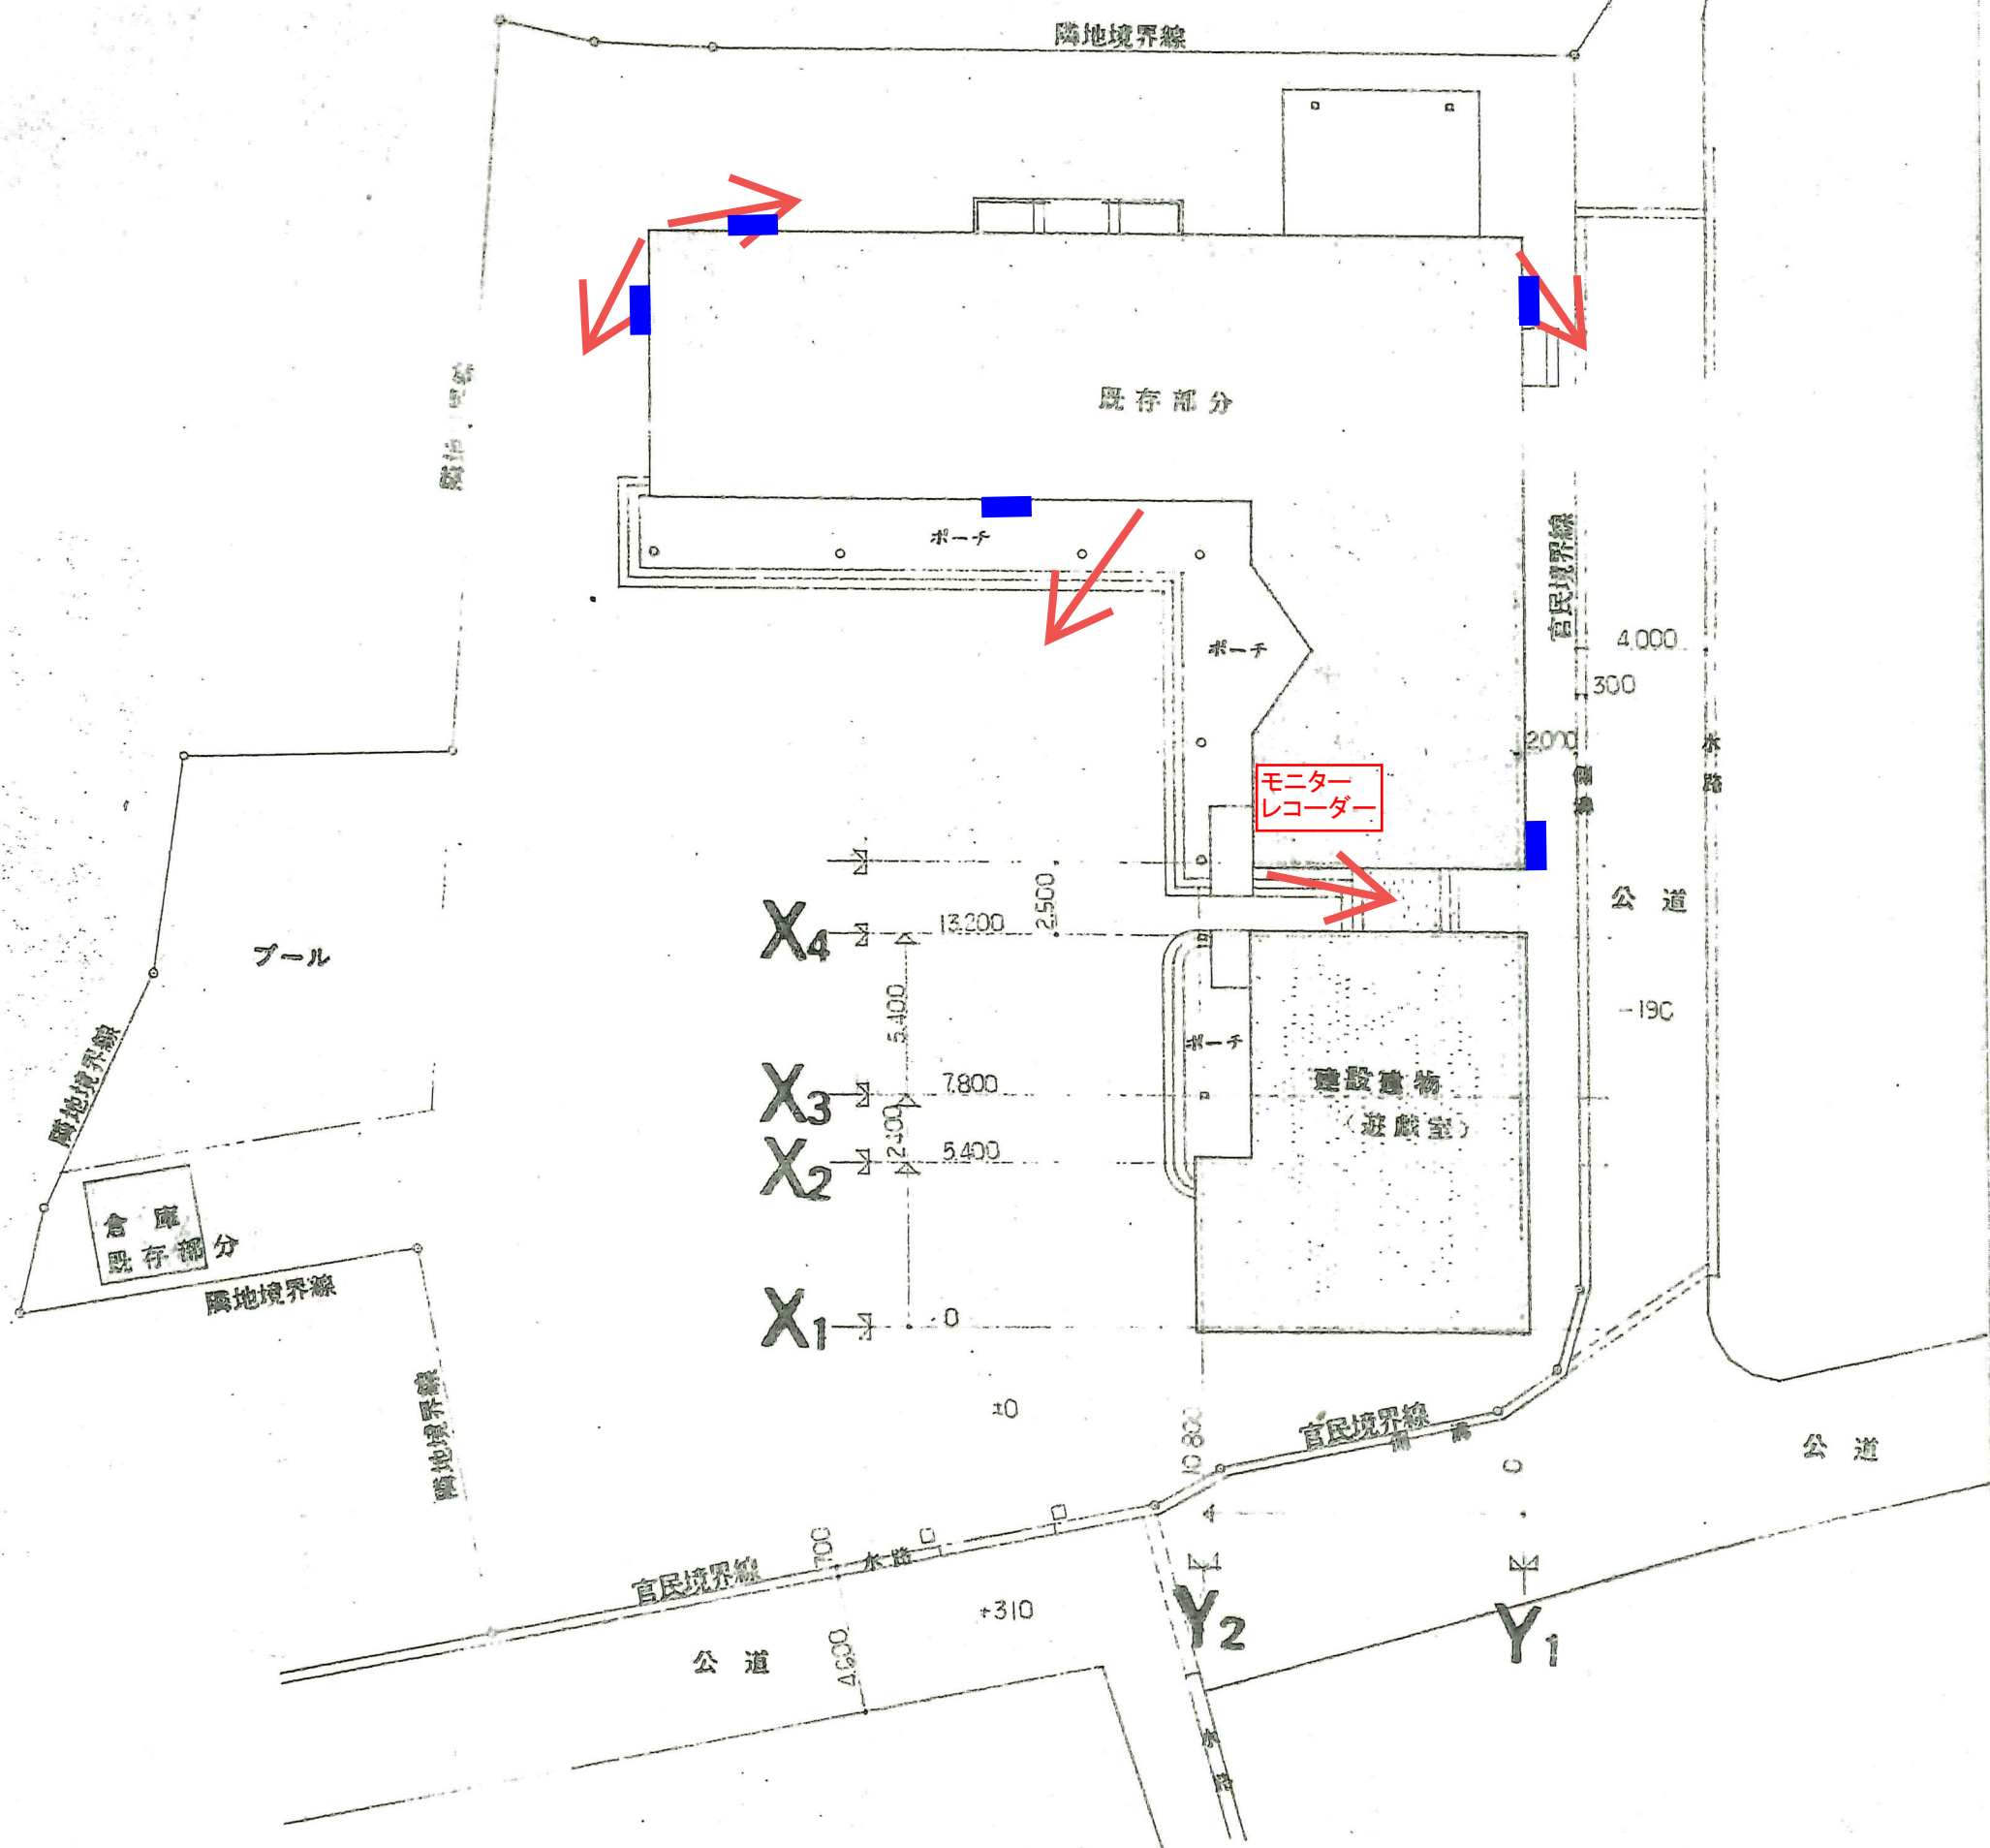 隣地境界線
既存部分
ポーチ
官民境界線
4.000
300
ポーチ
2.000
水路
モニター
レコーダー
公道
2.500
X4
13.200
プール
5.400
-190
隣地境界線
ポーチ
X3
7.800
建設建物
(遊戯室)
2.400
X2
5.400
倉庫
既存部分
隣地境界線
X1
0
隣地境界線
±0
10.800
官民境界線
0
公道
700
水路
官民境界線
+310
Y2
Y1
公道
4.600
水路